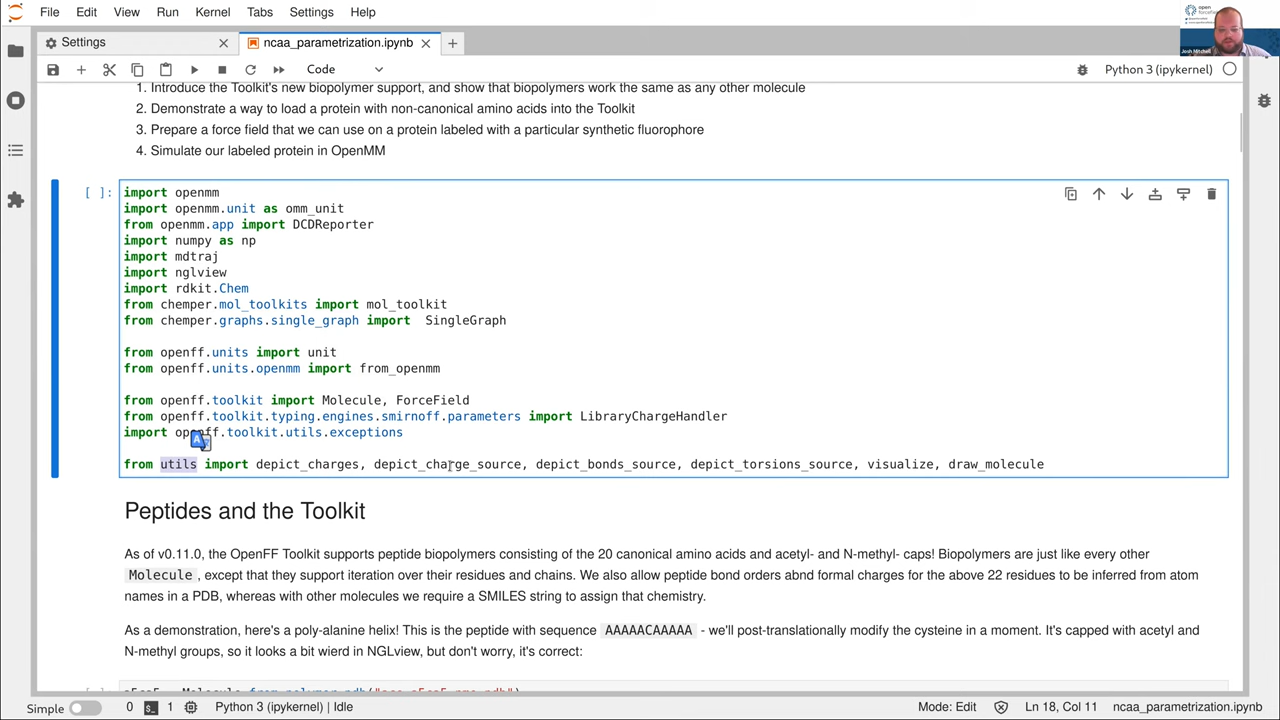 File Edit View Run Kernel Tabs Settings Help
open
Josh Mitchell
Settings
ncaa_parametrization.ipynb
Code
Python 3 (ipykernel)
1. Introduce the Toolkit's new biopolymer support, and show that biopolymers work the same as any other molecule
2. Demonstrate a way to load a protein with non-canonical amino acids into the Toolkit
3. Prepare a force field that we can use on a protein labeled with a particular synthetic fluorophore
4. Simulate our labeled protein in OpenMM
[ ]:
import openmm
import openmm.unit as omm_unit
from openmm.app import DCDReporter
import numpy as np
import mdtraj
import nglview
import rdkit.Chem
from chemper.mol_toolkits import mol_toolkit
from chemper.graphs.single_graph import  SingleGraph
from openff.units import unit
from openff.units.openmm import from_openmm
from openff.toolkit import Molecule, ForceField
from openff.toolkit.typing.engines.smirnoff.parameters import LibraryChargeHandler
import openff.toolkit.utils.exceptions
from utils import depict_charges, depict_charge_source, depict_bonds_source, depict_torsions_source, visualize, draw_molecule
Peptides and the Toolkit
As of v0.11.0, the OpenFF Toolkit supports peptide biopolymers consisting of the 20 canonical amino acids and acetyl- and N-methyl- caps! Biopolymers are just like every other
Molecule , except that they support iteration over their residues and chains. We also allow peptide bond orders abnd formal charges for the above 22 residues to be inferred from atom
names in a PDB, whereas with other molecules we require a SMILES string to assign that chemistry.
As a demonstration, here's a poly-alanine helix! This is the peptide with sequence AAAAACAAAAA - we'll post-translationally modify the cysteine in a moment. It's capped with acetyl and
N-methyl groups, so it looks a bit wierd in NGLview, but don't worry, it's correct:
Simple 0 1 Python 3 (ipykernel) | Idle Mode: Edit Ln 18, Col 11 ncaa_parametrization.ipynb